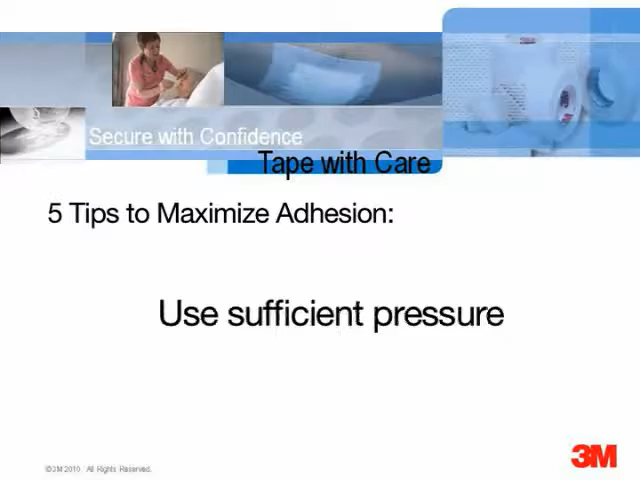 Secure with Confidence
Tape with Care
5 Tips to Maximize Adhesion:
Use sufficient pressure
©3M 2010. All Rights Reserved.
3M